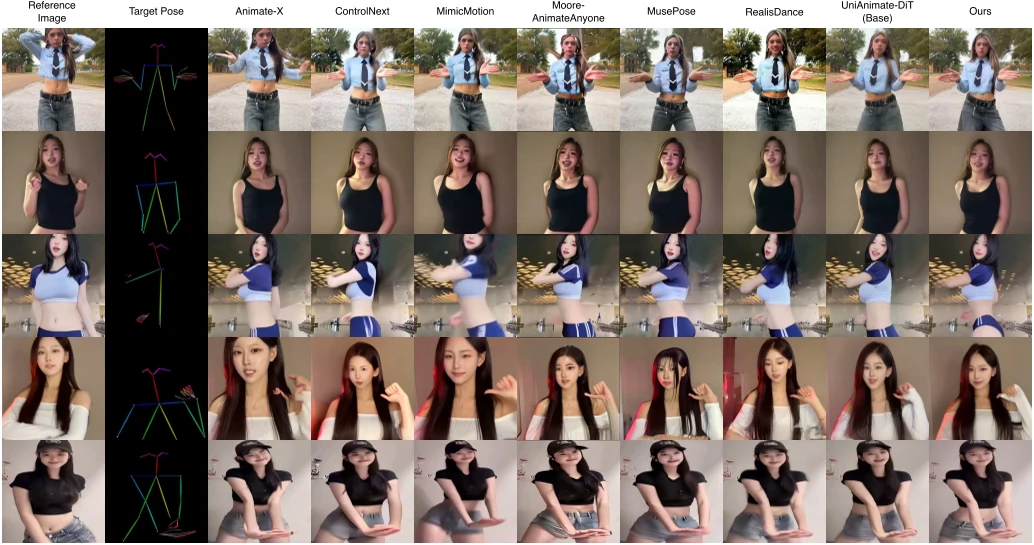 Reference
Image
Target Pose
Animate-X
ControlNext
MimicMotion
Moore-
AnimateAnyone
MusePose
RealisDance
UniAnimate-DiT
(Base)
Ours